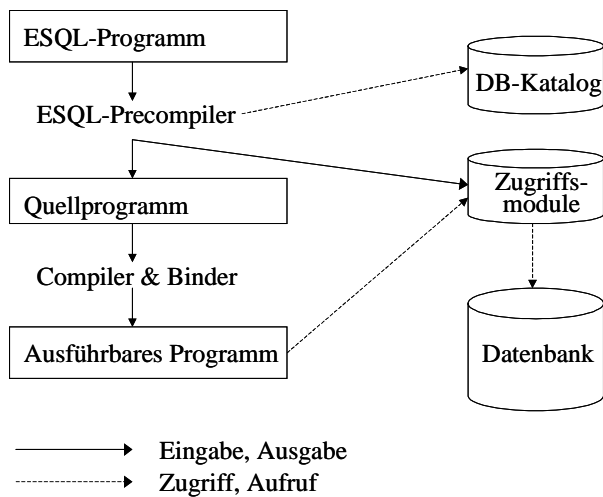 ESQL-Programm
DB-Katalog
ESQL-Precompiler
Zugriffs-
module
Quellprogramm
Compiler & Binder
Ausführbares Programm
Datenbank
Eingabe, Ausgabe
Zugriff, Aufruf